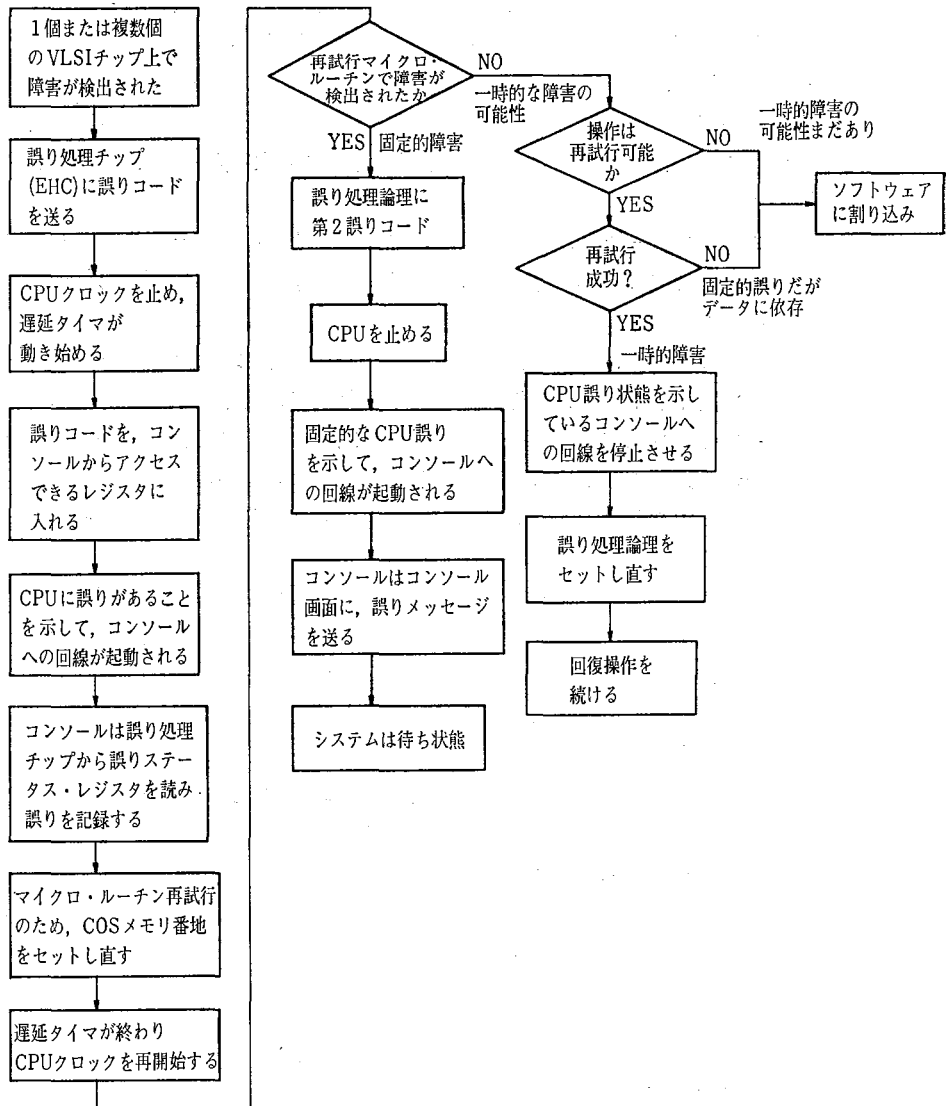 1個または複数個
のVLSIチップ上で
障害が検出された
誤り処理チップ
(EHC)に誤りコード
を送る
CPUクロックを止め,
遅延タイマが
動き始める
誤りコードを, コン
ソールからアクセス
できるレジスタに
入れる
CPUに誤りがあること
を示して, コンソール
への回線が起動される
コンソールは誤り処理
チップから誤りステー
タス・レジスタを読み
誤りを記録する
マイクロ・ルーチン再試行
のため, COSメモリ番地
をセットし直す
遅延タイマが終わり
CPUクロックを再開始する
再試行マイクロ・
ルーチンで障害が
検出されたか
NO
一時的な障害の
可能性
YES 固定的障害
誤り処理論理に
第2誤りコード
CPUを止める
固定的なCPU誤り
を示して, コンソールへ
の回線が起動される
コンソールはコンソール
画面に, 誤りメッセージ
を送る
システムは待ち状態
操作は
再試行可能
か
NO
一時的障害の
可能性まだあり
YES
ソフトウェア
に割り込み
再試行
成功?
NO
固定的誤りだが
データに依存
YES
一時的障害
CPU誤り状態を示し
ているコンソールへ
の回線を停止させる
誤り処理論理を
セットし直す
回復操作を
続ける